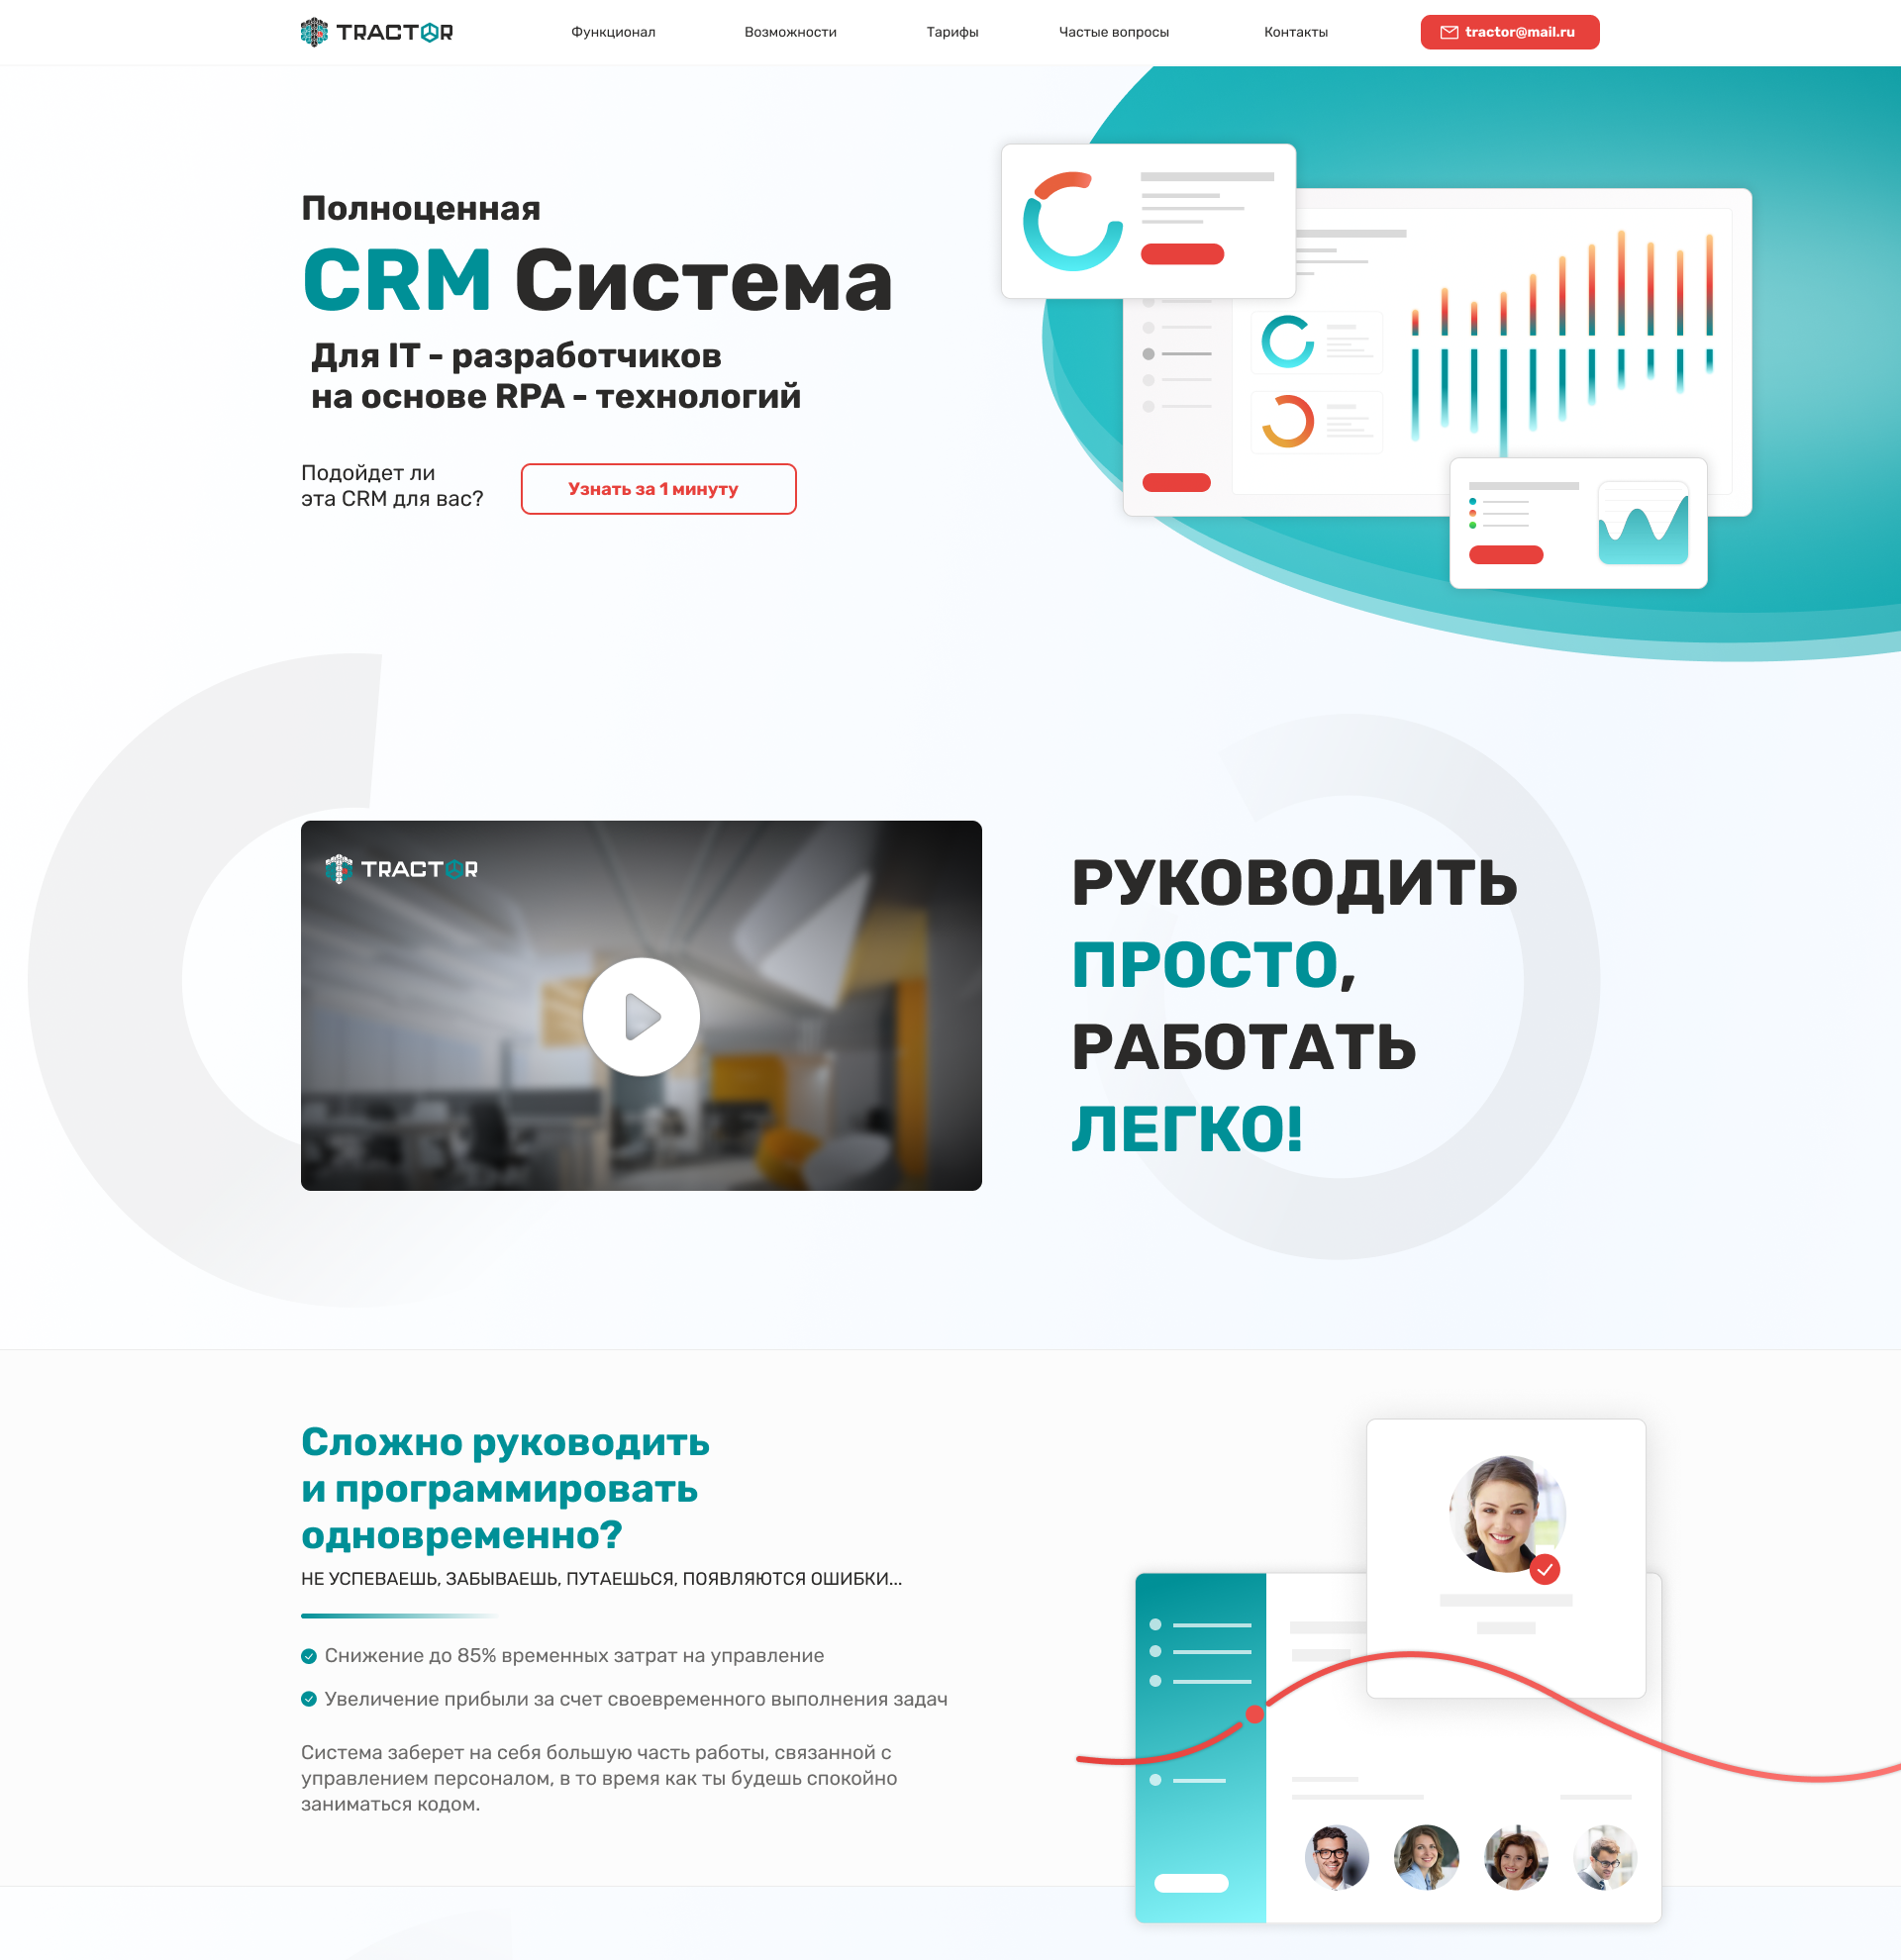 TRACTOR
Функционал
Возможности
Тарифы
Частые вопросы
Контакты
tractor@mail.ru
Полноценная
CRM Система
Для IT - разработчиков
на основе RPA - технологий
Подойдет ли
эта CRM для вас?
Узнать за 1 минуту
TRACTOR
РУКОВОДИТЬ
ПРОСТО,
РАБОТАТЬ
ЛЕГКО!
Сложно руководить
и программировать
одновременно?
НЕ УСПЕВАЕШЬ, ЗАБЫВАЕШЬ, ПУТАЕШЬСЯ, ПОЯВЛЯЮТСЯ ОШИБКИ...
Снижение до 85% временных затрат на управление
Увеличение прибыли за счет своевременного выполнения задач
Система заберет на себя большую часть работы, связанной с
управлением персоналом, в то время как ты будешь спокойно
заниматься кодом.